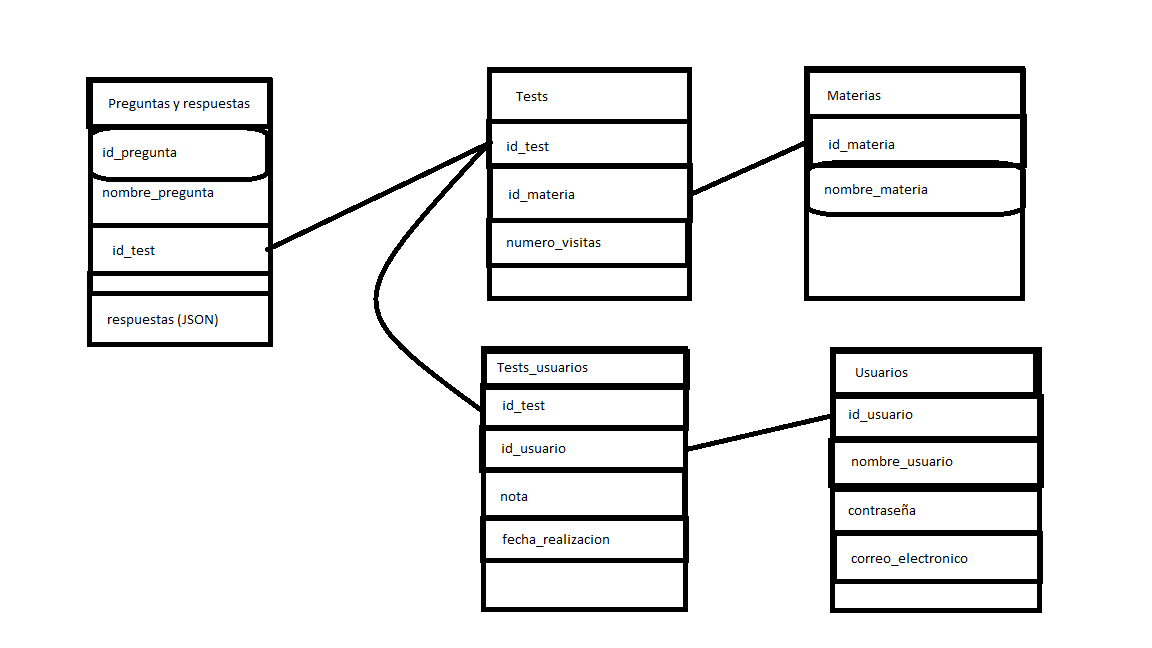 Preguntas y respuestas
id_pregunta
nombre_pregunta
id_test
respuestas (JSON)
Tests
id_test
id_materia
numero_visitas
Materias
id_materia
nombre_materia
Tests_usuarios
id_test
id_usuario
nota
fecha_realizacion
Usuarios
id_usuario
nombre_usuario
contraseña
correo_electronico